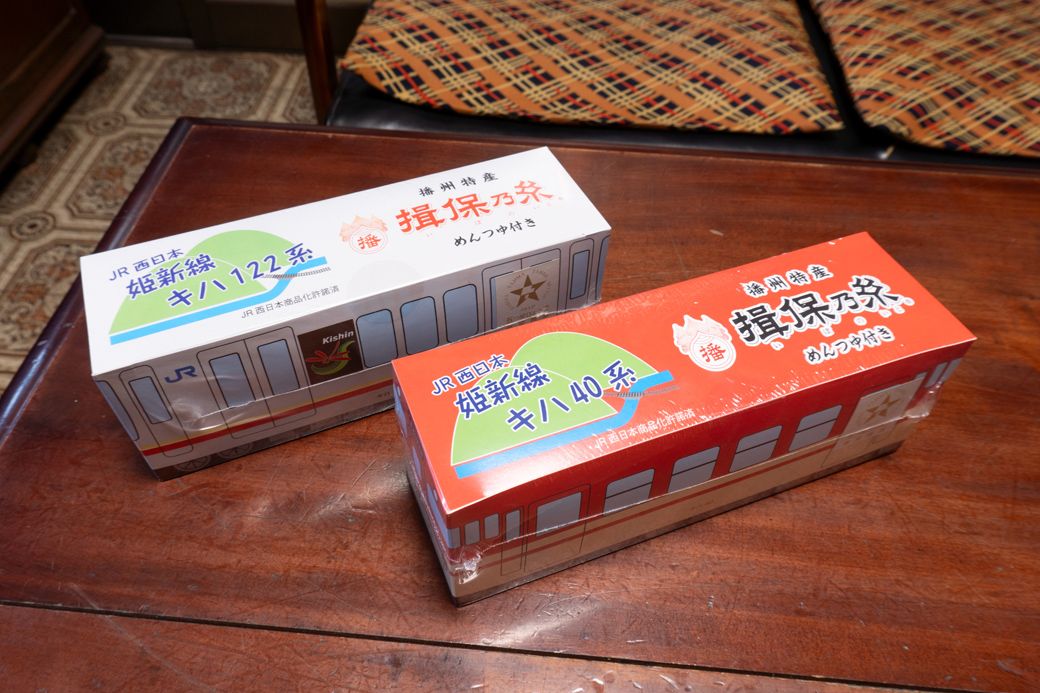 播州特産
揖保乃糸
めんつゆ付き
播
JR西日本
姫新線
キハ122系
JR西日本商品化許諾済
JR
Kishin
播州特産
揖保乃糸
めんつゆ付き
播
JR西日本
姫新線
キハ40系
JR西日本商品化許諾済